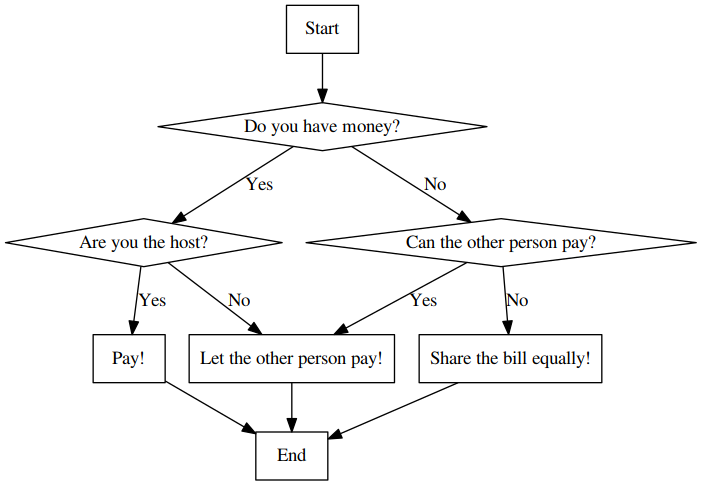 Start
Do you have money?
Yes
No
Are you the host?
Can the other person pay?
Yes
No
Yes
No
Pay!
Let the other person pay!
Share the bill equally!
End